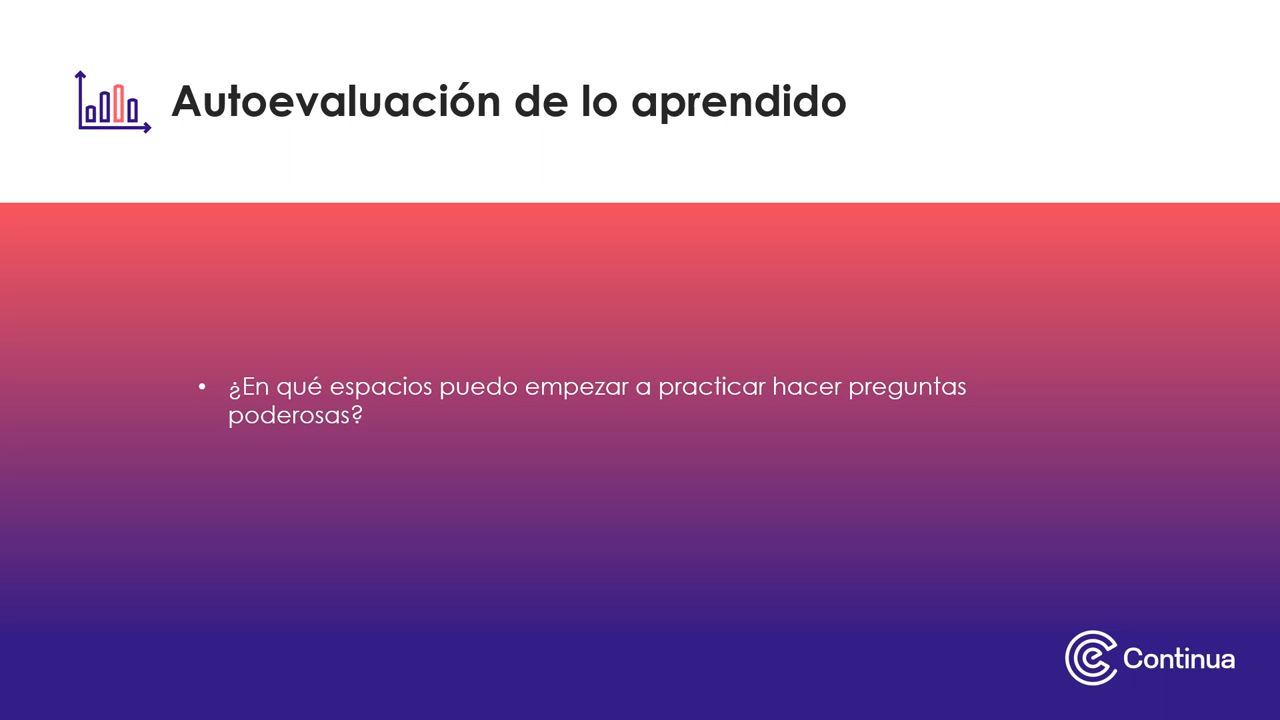 Autoevaluación de lo aprendido
• ¿En qué espacios puedo empezar a practicar hacer preguntas
poderosas?
Continua